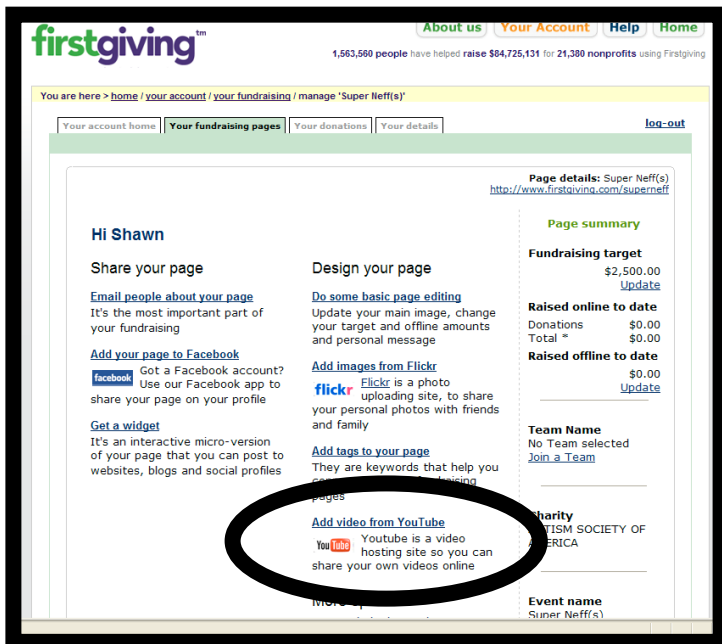 firstgiving™
About us Your Account Help Home
1,563,560 people have helped raise $84,725,131 for 21,380 nonprofits using Firstgiving
You are here > home / your account / your fundraising / manage 'Super Neff(s)'
Your account home Your fundraising pages Your donations Your details
log-out
Page details: Super Neff(s)
http://www.firstgiving.com/superneff
Hi Shawn
Share your page
Email people about your page
It's the most important part of
your fundraising
Add your page to Facebook
facebook Got a Facebook account?
Use our Facebook app to
share your page on your profile
Get a widget
It's an interactive micro-version
of your page that you can post to
websites, blogs and social profiles
Design your page
Do some basic page editing
Update your main image, change
your target and offline amounts
and personal message
Add images from Flickr
flickr Flickr is a photo
uploading site, to share
your personal photos with friends
and family
Add tags to your page
They are keywords that help you
pages
Add video from YouTube
You Tube Youtube is a video
hosting site so you can
share your own videos online
Page summary
Fundraising target
$2,500.00
Update
Raised online to date
Donations $0.00
Total * $0.00
Raised offline to date
$0.00
Update
Team Name
No Team selected
Join a Team
Charity
AUTISM SOCIETY OF
AMERICA
Event name
Super Neff(s)